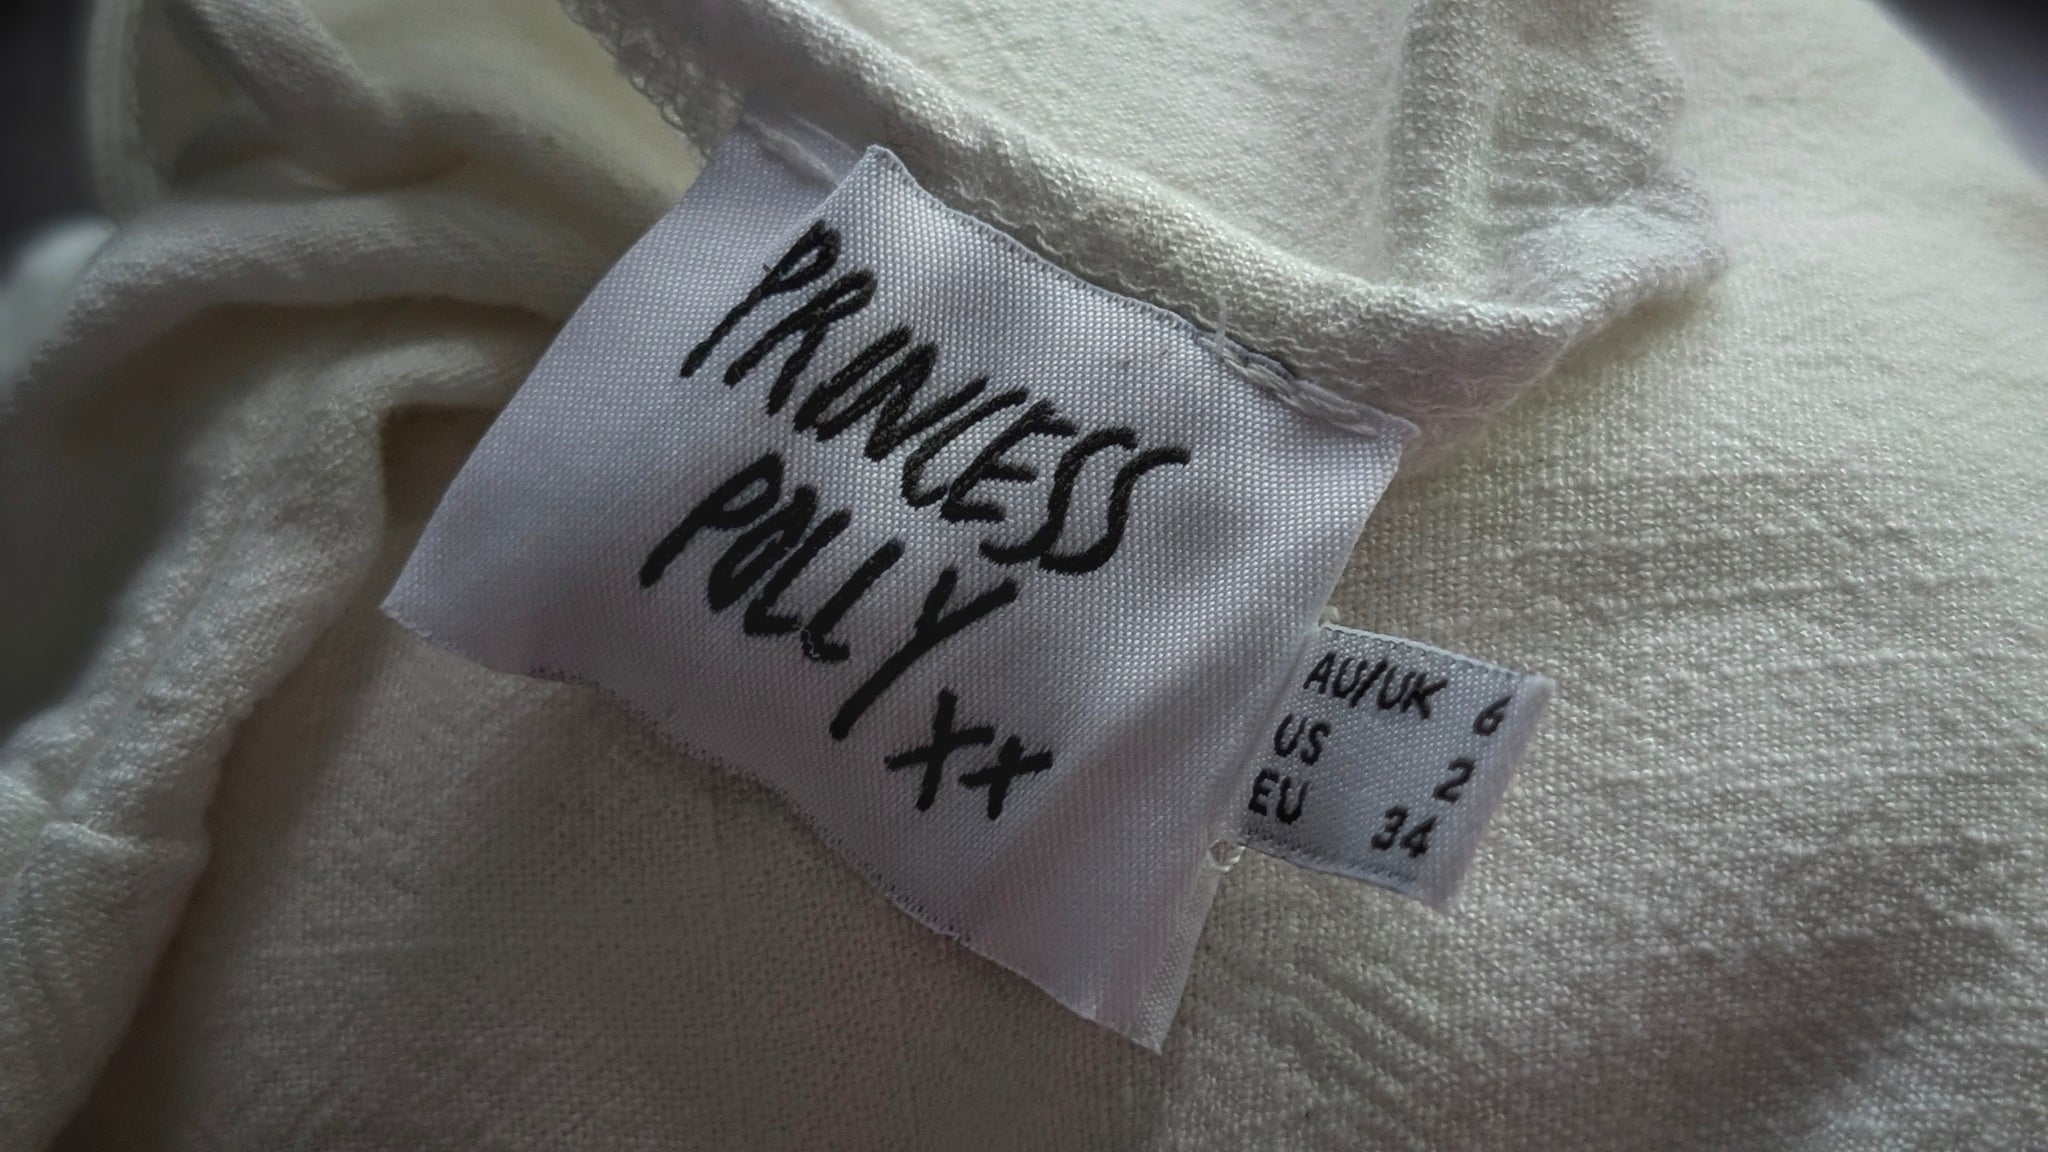 PRINCESS
POLLY
xx
AU/UK 6
US 2
EU 34